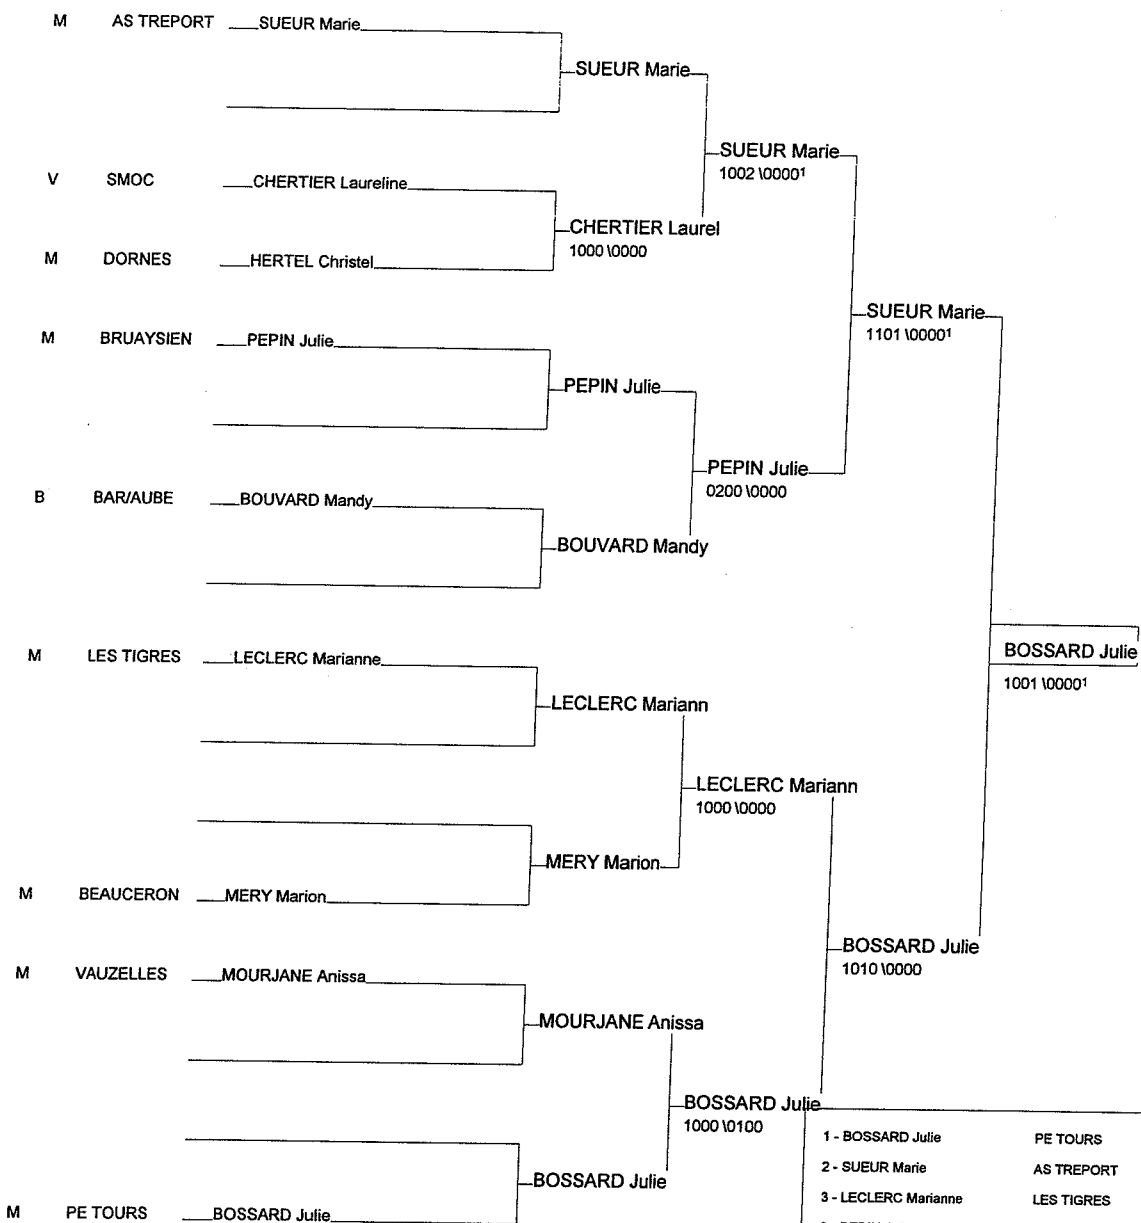 M AS TREPORT SUEUR Marie
SUEUR Marie
SUEUR Marie
1002 \0000¹
V SMOC CHERTIER Laureline
CHERTIER Laurel
1000 \0000
M DORNES HERTEL Christel
SUEUR Marie
1101 \0000¹
M BRUAYSIEN PEPIN Julie
PEPIN Julie
PEPIN Julie
0200 \0000
B BAR/AUBE BOUVARD Mandy
BOUVARD Mandy
BOSSARD Julie
1001 \0000¹
M LES TIGRES LECLERC Marianne
LECLERC Mariann
LECLERC Mariann
1000 \0000
MERY Marion
M BEAUCERON MERY Marion
BOSSARD Julie
1010 \0000
M VAUZELLES MOURJANE Anissa
MOURJANE Anissa
BOSSARD Julie
1000 \0100
BOSSARD Julie
M PE TOURS BOSSARD Julie
1 - BOSSARD Julie PE TOURS
2 - SUEUR Marie AS TREPORT
3 - LECLERC Marianne LES TIGRES